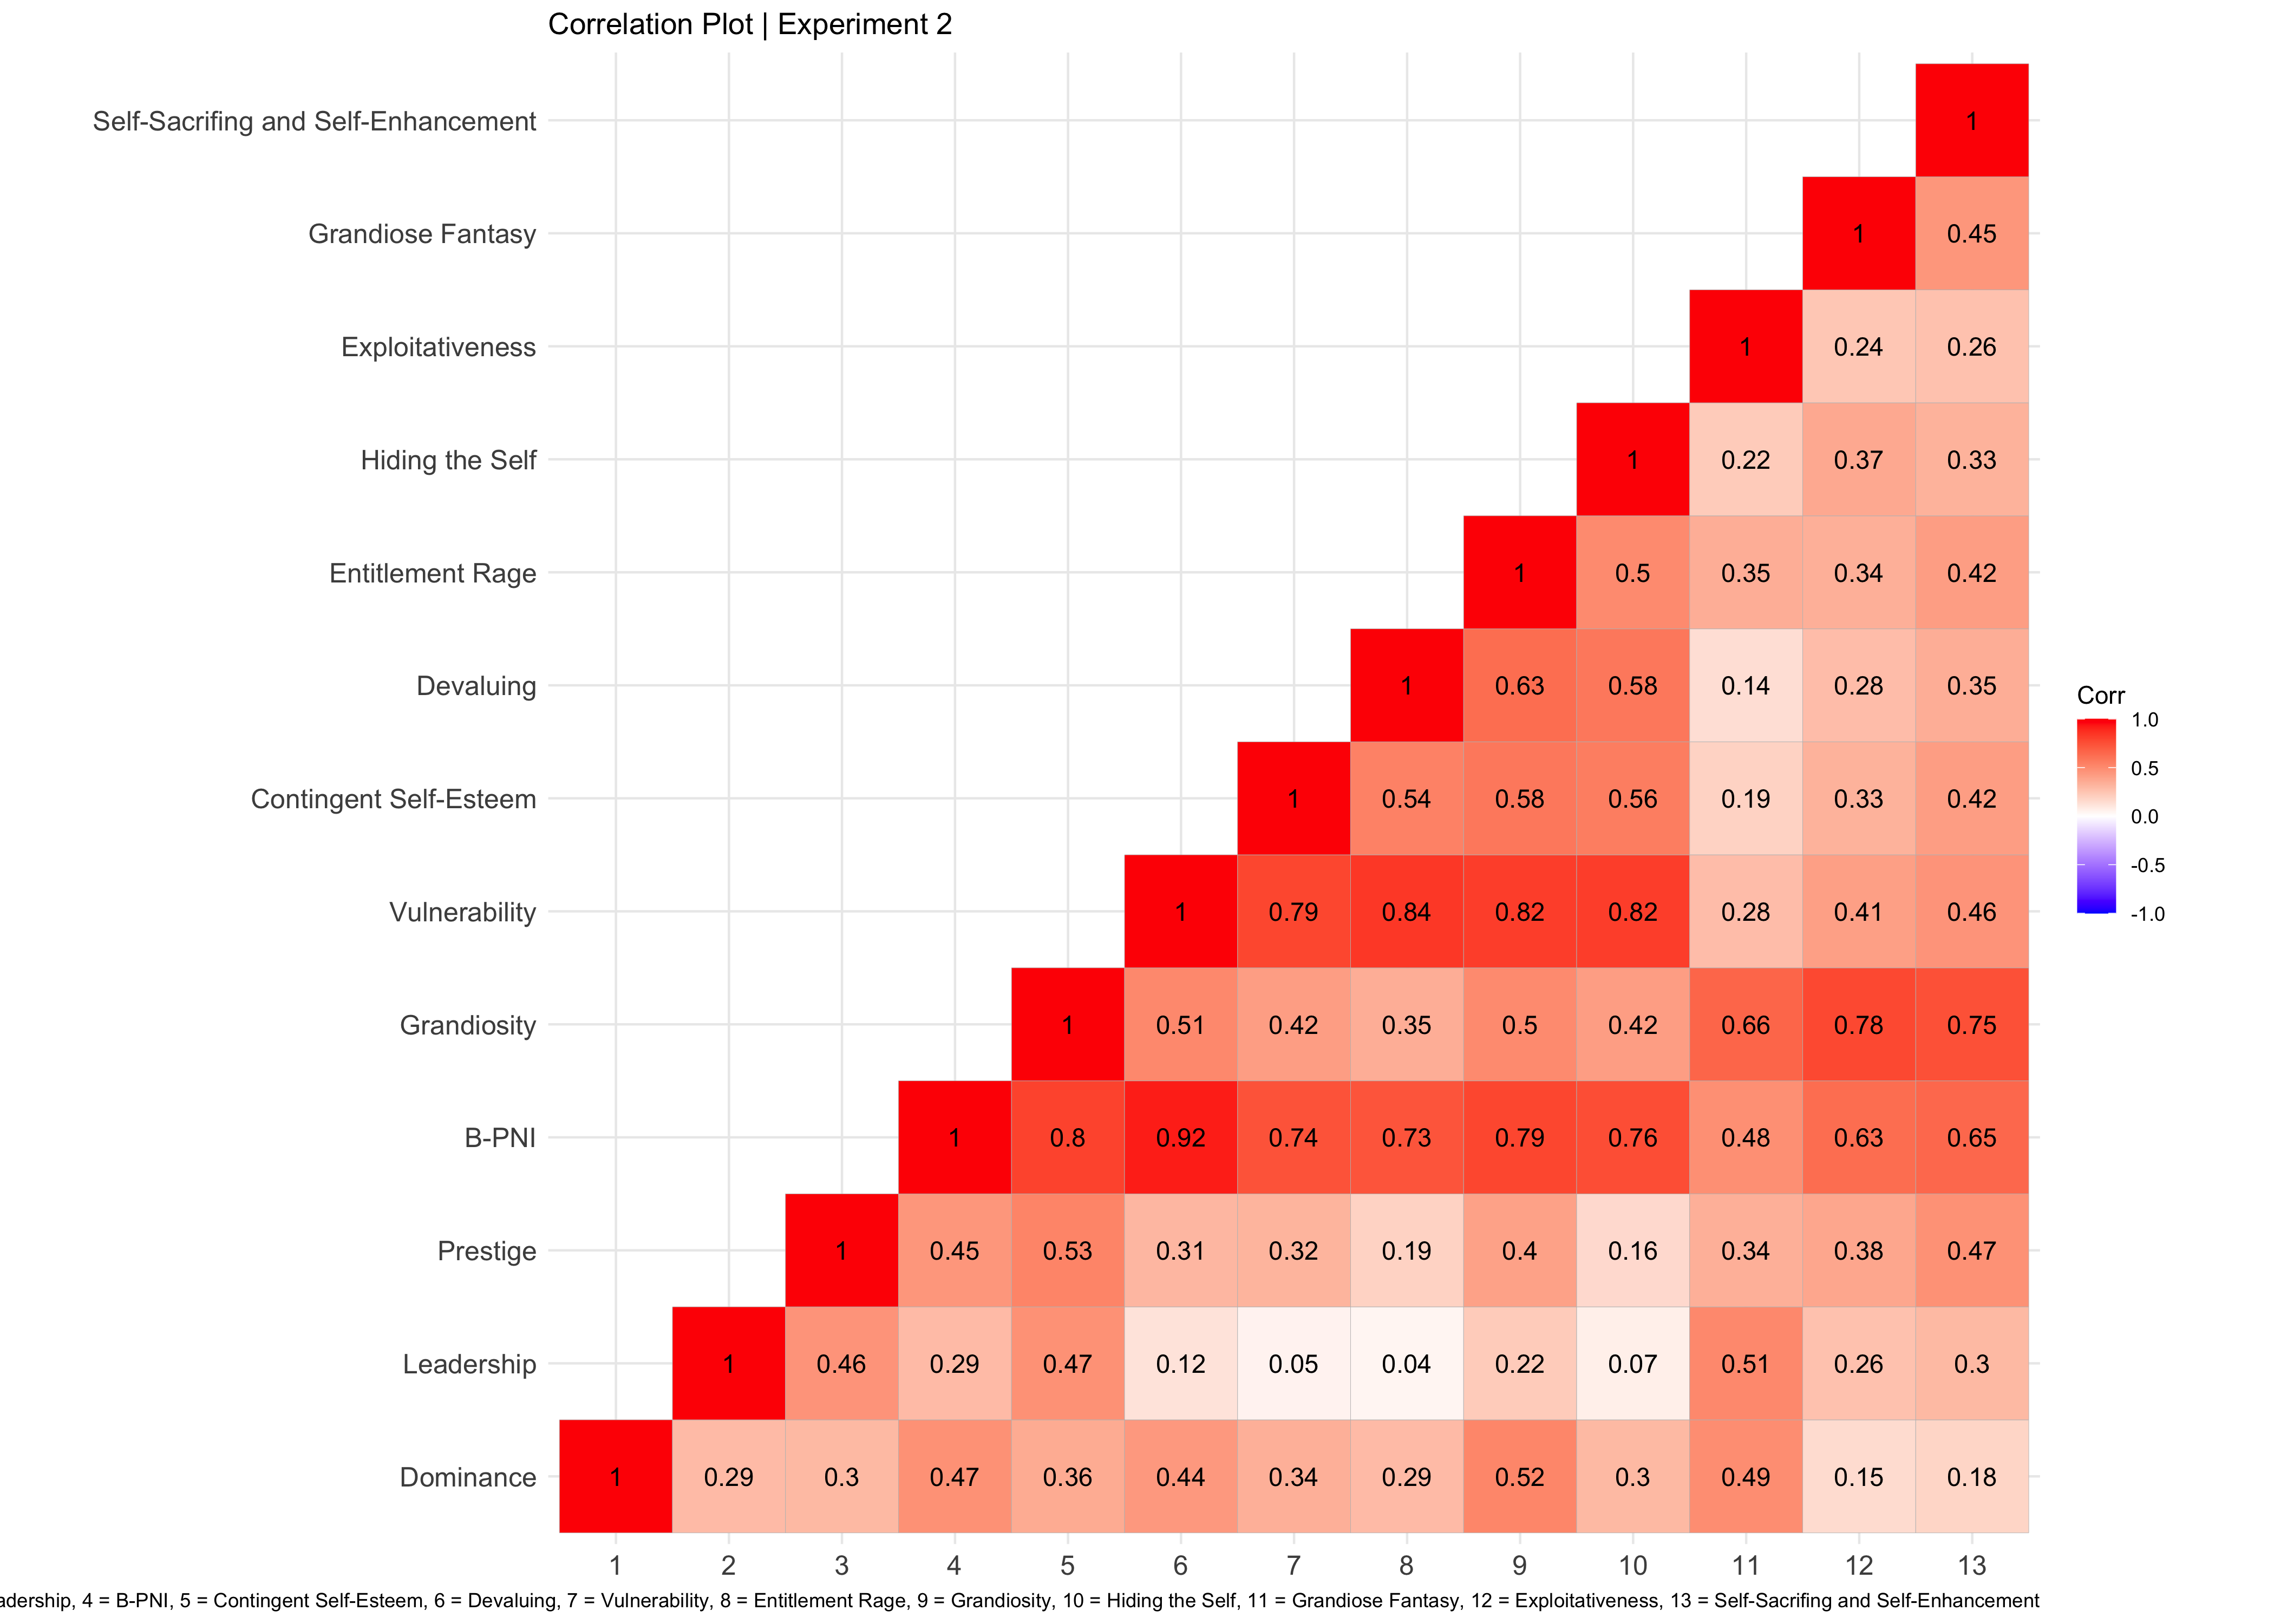 Correlation Plot | Experiment 2
Self-Sacrifing and Self-Enhancement 1
Grandiose Fantasy 1 0.45
Exploitativeness 1 0.24 0.26
Hiding the Self 1 0.22 0.37 0.33
Entitlement Rage 1 0.5 0.35 0.34 0.42
Devaluing 1 0.63 0.58 0.14 0.28 0.35
Contingent Self-Esteem 1 0.54 0.58 0.56 0.19 0.33 0.42
Vulnerability 1 0.79 0.84 0.82 0.82 0.28 0.41 0.46
Grandiosity 1 0.51 0.42 0.35 0.5 0.42 0.66 0.78 0.75
B-PNI 1 0.8 0.92 0.74 0.73 0.79 0.76 0.48 0.63 0.65
Prestige 1 0.45 0.53 0.31 0.32 0.19 0.4 0.16 0.34 0.38 0.47
Leadership 1 0.46 0.29 0.47 0.12 0.05 0.04 0.22 0.07 0.51 0.26 0.3
Dominance 1 0.29 0.3 0.47 0.36 0.44 0.34 0.29 0.52 0.3 0.49 0.15 0.18
1 2 3 4 5 6 7 8 9 10 11 12 13
adership, 4 = B-PNI, 5 = Contingent Self-Esteem, 6 = Devaluing, 7 = Vulnerability, 8 = Entitlement Rage, 9 = Grandiosity, 10 = Hiding the Self, 11 = Grandiose Fantasy, 12 = Exploitativeness, 13 = Self-Sacrifing and Self-Enhancement
Corr
1.0
0.5
0.0
-0.5
-1.0